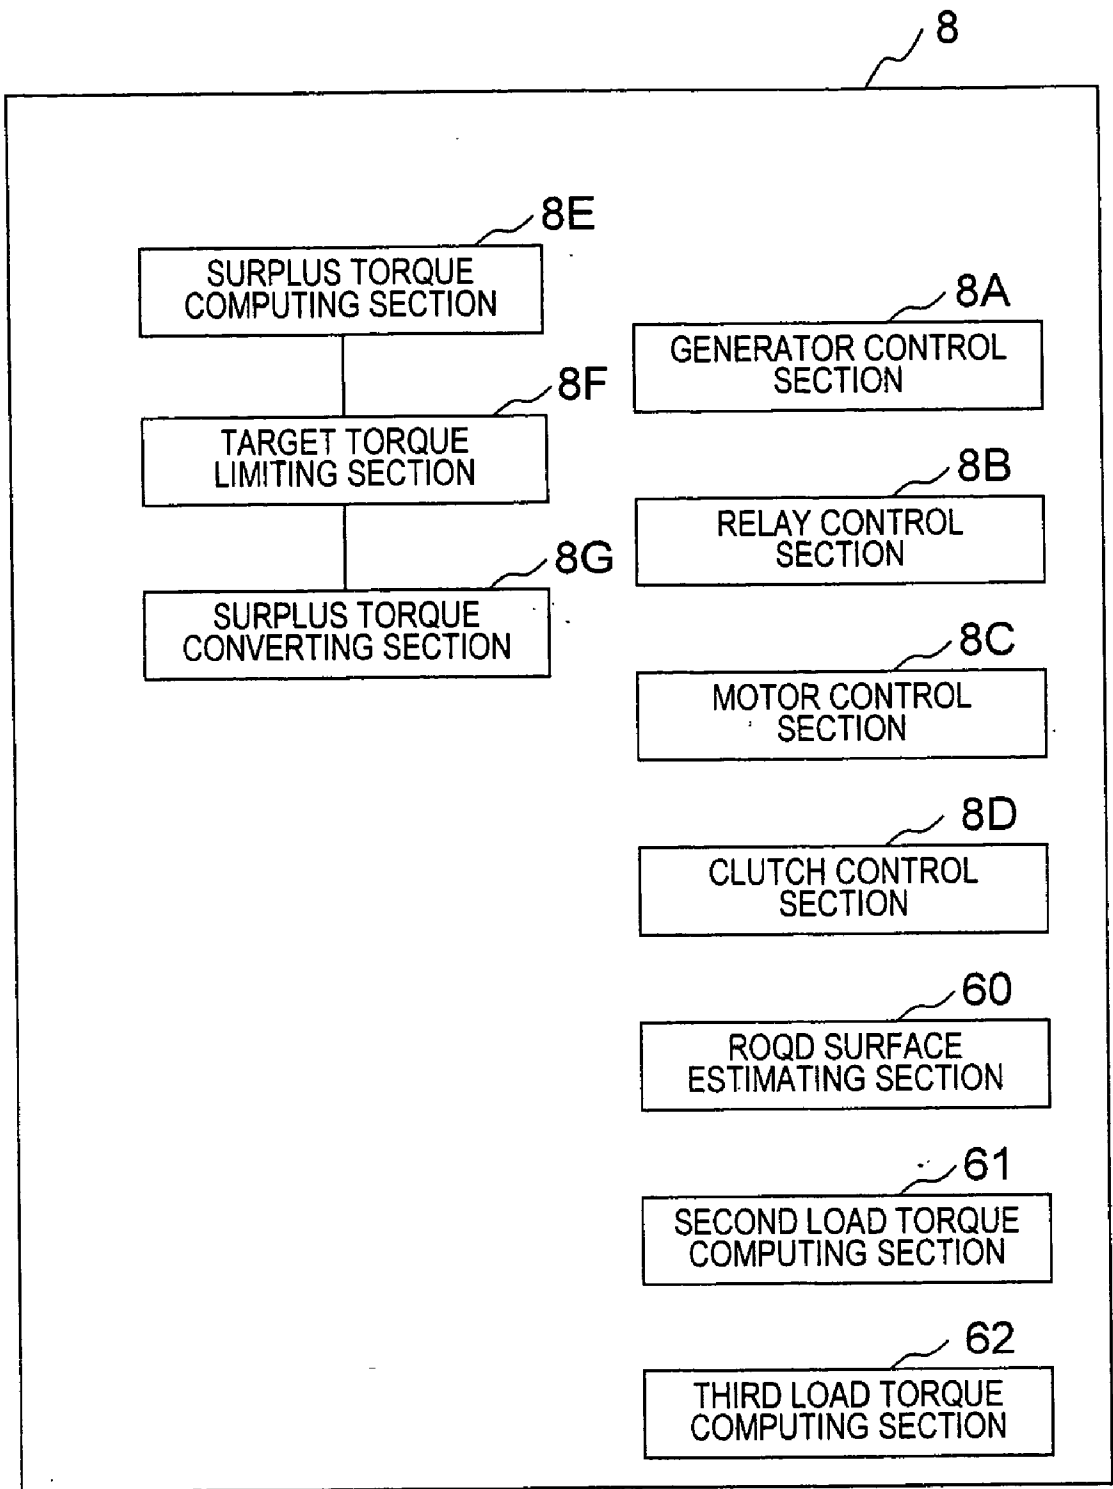 8
8E
SURPLUS TORQUE
COMPUTING SECTION
8F
TARGET TORQUE
LIMITING SECTION
8G
SURPLUS TORQUE
CONVERTING SECTION
8A
GENERATOR CONTROL
SECTION
8B
RELAY CONTROL
SECTION
8C
MOTOR CONTROL
SECTION
8D
CLUTCH CONTROL
SECTION
60
ROQD SURFACE
ESTIMATING SECTION
61
SECOND LOAD TORQUE
COMPUTING SECTION
62
THIRD LOAD TORQUE
COMPUTING SECTION